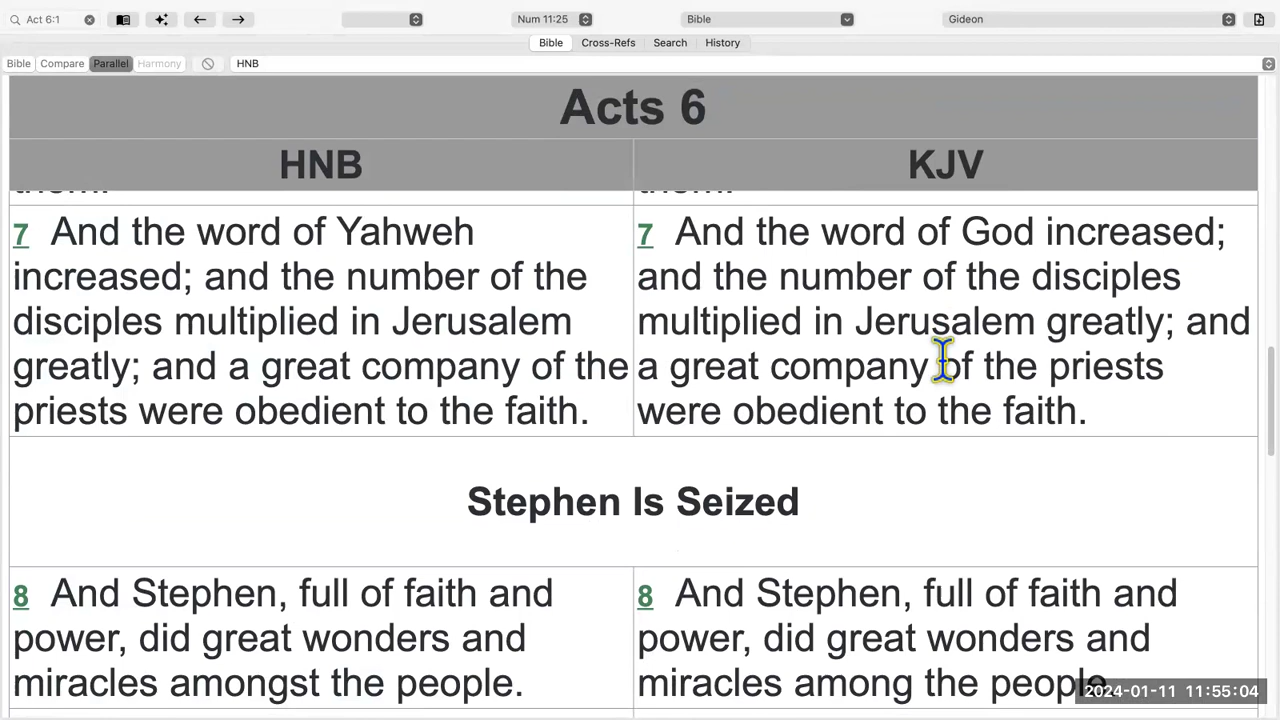 Act 6:1
Num 11:25
Bible
Gideon
Bible
Cross-Refs
Search
History
Bible
Compare
Parallel
Harmony
HNB
Acts 6
HNB
KJV
them.
them.
7 And the word of Yahweh
increased; and the number of the
disciples multiplied in Jerusalem
greatly; and a great company of the
priests were obedient to the faith.
7 And the word of God increased;
and the number of the disciples
multiplied in Jerusalem greatly; and
a great company of the priests
were obedient to the faith.
Stephen Is Seized
8 And Stephen, full of faith and
power, did great wonders and
miracles amongst the people.
8 And Stephen, full of faith and
power, did great wonders and
miracles among the people
2024-01-11 11:55:04